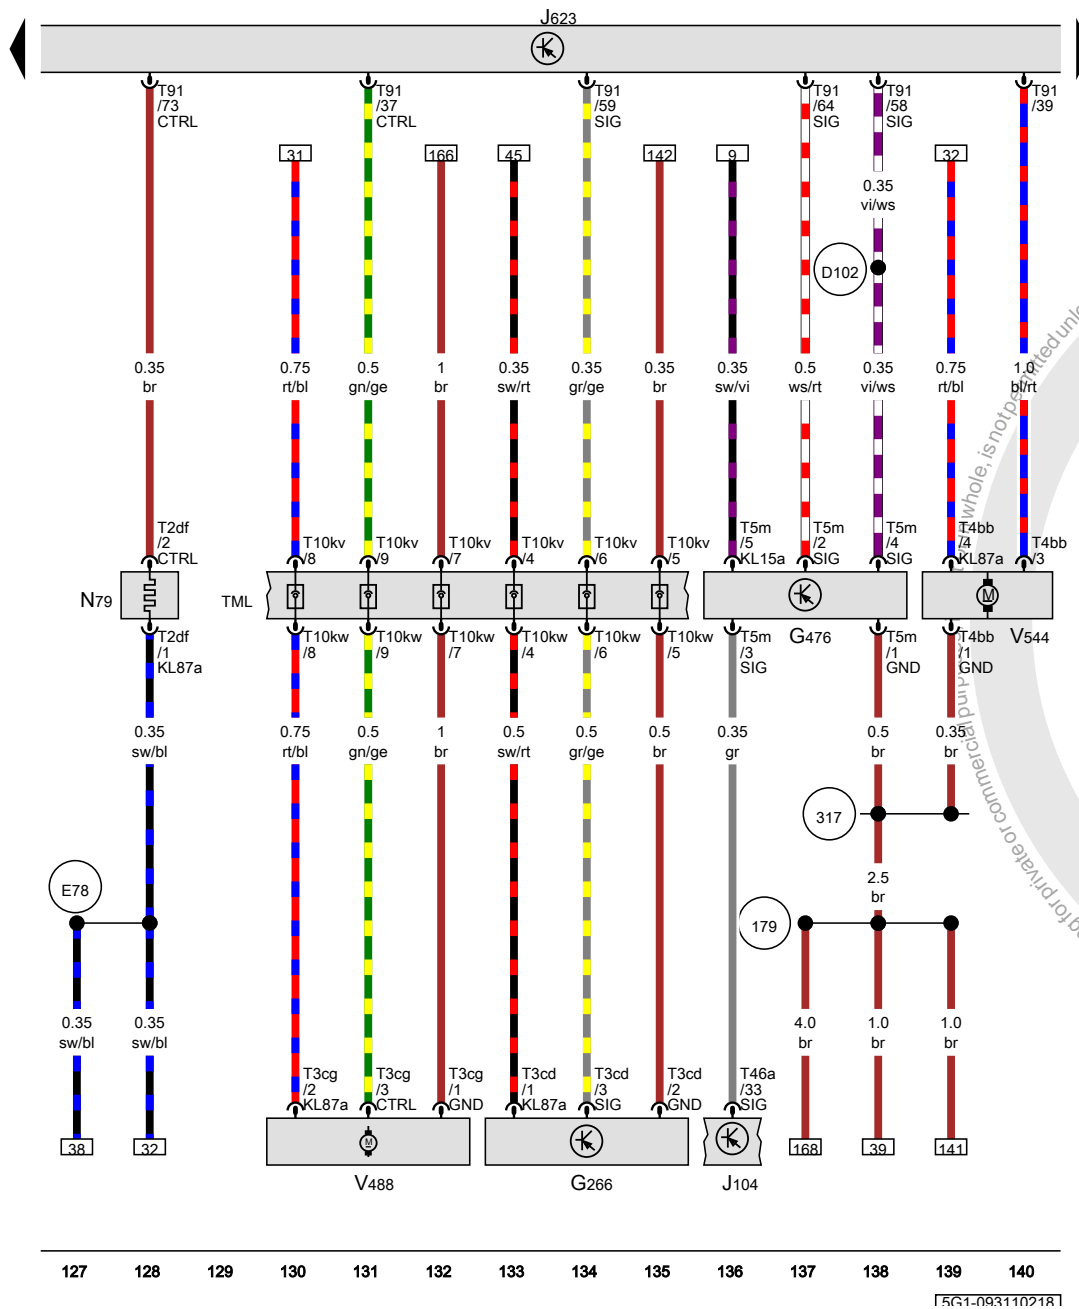 J623
T91
/73
CTRL
T91
/37
CTRL
T91
/59
SIG
T91
/64
SIG
T91
/58
SIG
T91
/39
31
166
45
142
9
32
0.35
vi/ws
D102
0.35
br
0.75
rt/bl
0.5
gn/ge
1
br
0.35
sw/rt
0.35
gr/ge
0.35
br
0.35
sw/vi
0.5
ws/rt
0.35
vi/ws
0.75
rt/bl
1.0
bl/rt
T2df
/2
CTRL
T10kv
/8
T10kv
/9
T10kv
/7
T10kv
/4
T10kv
/6
T10kv
/5
T5m
/5
KL15a
T5m
/2
SIG
T5m
/4
SIG
T4bb
/4
KL87a
T4bb
/3
N79
TML
M
G476
V544
T2df
/1
KL87a
T10kw
/8
T10kw
/9
T10kw
/7
T10kw
/4
T10kw
/6
T10kw
/5
T5m
/3
SIG
T5m
/1
GND
T4bb
/1
GND
0.35
sw/bl
0.75
rt/bl
0.5
gn/ge
1
br
0.5
sw/rt
0.5
gr/ge
0.5
br
0.35
gr
0.5
br
0.35
br
317
2.5
br
E78
179
0.35
sw/bl
0.35
sw/bl
4.0
br
1.0
br
1.0
br
T3cg
/2
KL87a
T3cg
/3
CTRL
T3cg
/1
GND
T3cd
/1
KL87a
T3cd
/3
SIG
T3cd
/2
GND
T46a
/33
SIG
38
32
M
168
39
141
V488
G266
J104
127 128 129 130 131 132 133 134 135 136 137 138 139 140
5G1-093110218
whole, is not permitted
for private or commercial